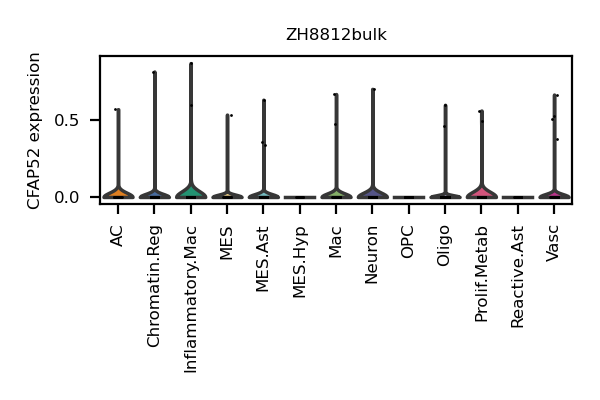 ZH8812bulk
CFAP52 expression
0.5
0.0
AC
Chromatin.Reg
Inflammatory.Mac
MES
MES.Ast
MES.Hyp
Mac
Neuron
OPC
Oligo
Prolif.Metab
Reactive.Ast
Vasc